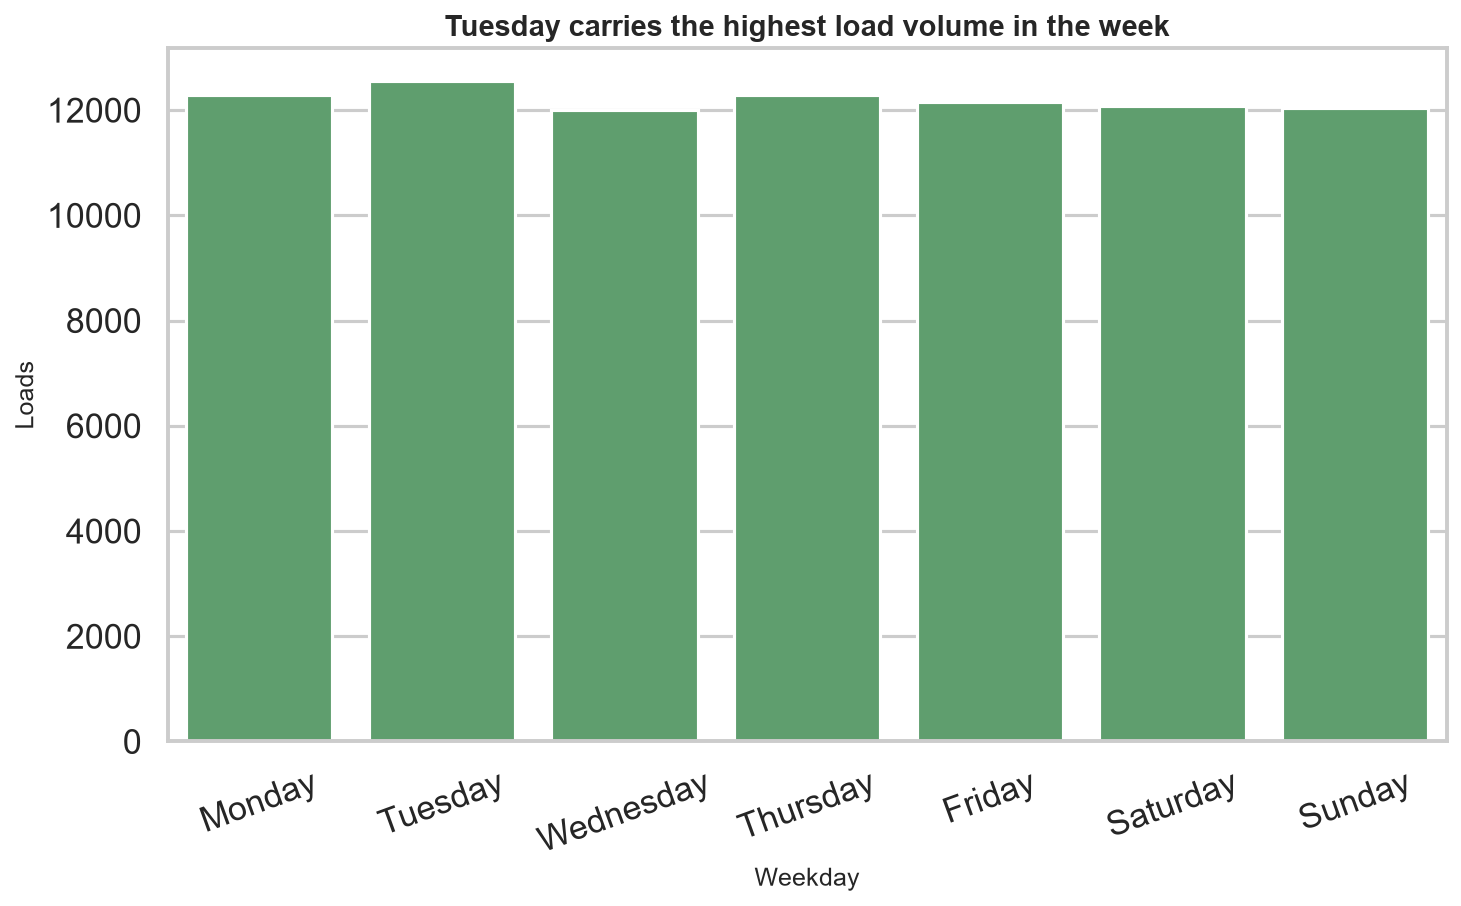 Tuesday carries the highest load volume in the week
12000
10000
8000
6000
4000
2000
0
Loads
Monday Tuesday Wednesday Thursday Friday Saturday Sunday
Weekday